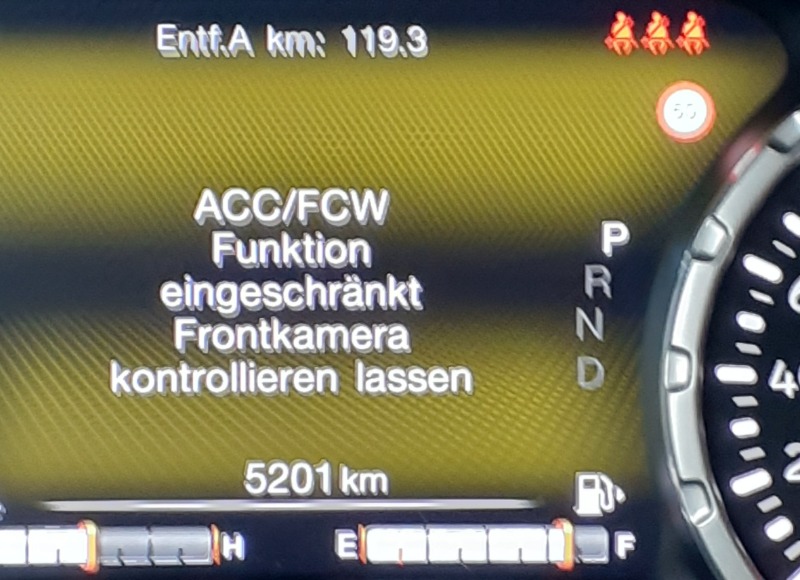 Entf.A km: 119.3
ACC/FCW
Funktion
eingeschränkt
Frontkamera
kontrollieren lassen
P
R
N
D
5201 km
H
E
F